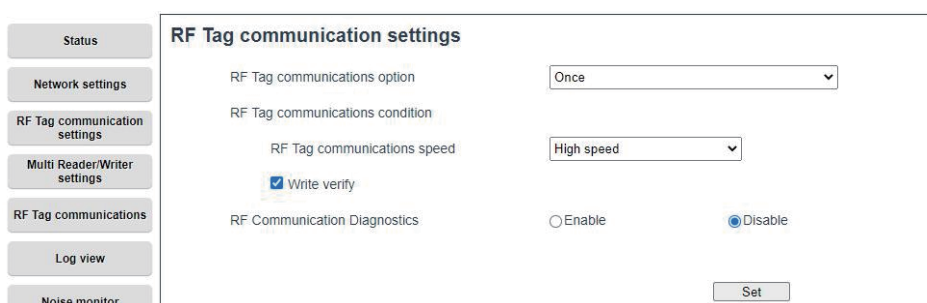 Status
Network settings
RF Tag communication
settings
Multi Reader/Writer
settings
RF Tag communications
Log view
Noise monitor
RF Tag communication settings
RF Tag communications option
Once
RF Tag communications condition
RF Tag communications speed
High speed
Write verify
RF Communication Diagnostics
Enable
Disable
Set